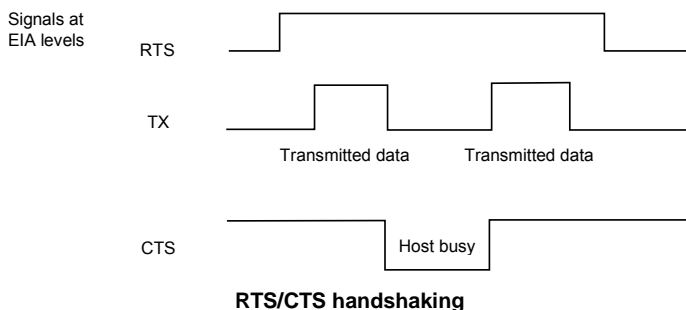 Signals at
EIA levels
RTS
TX
Transmitted data Transmitted data
CTS
Host busy
RTS/CTS handshaking